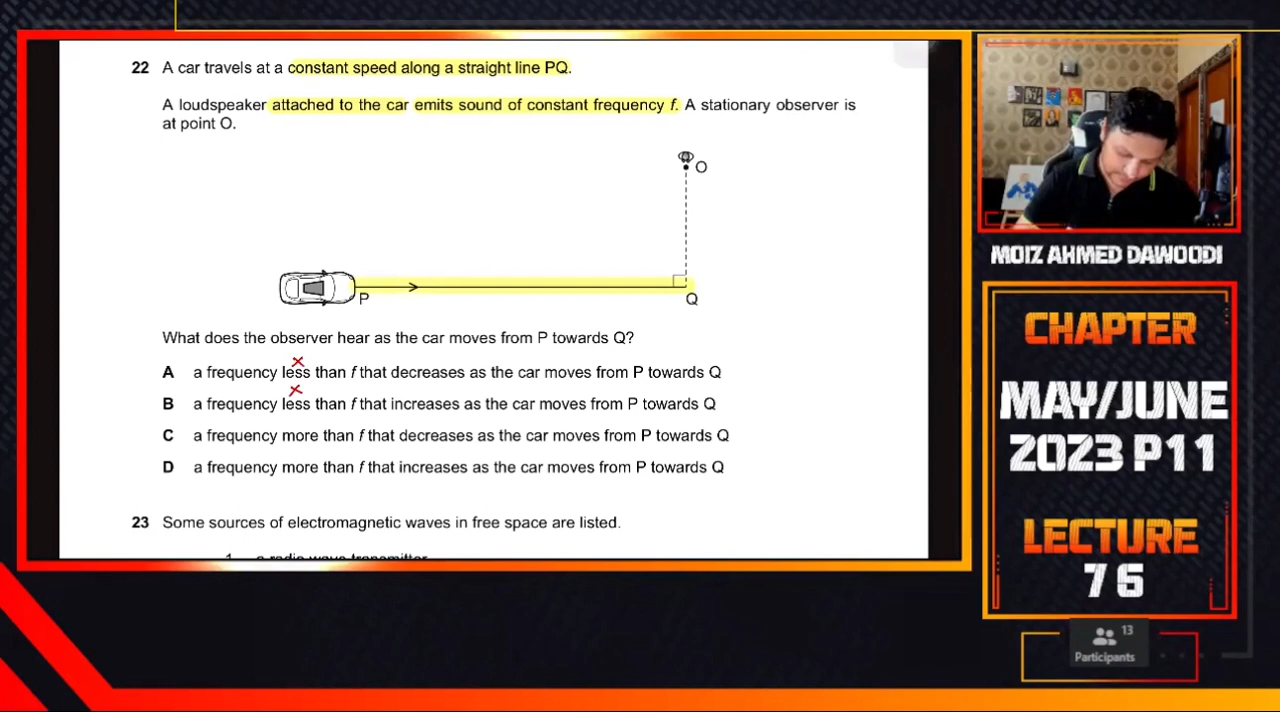 22 A car travels at a constant speed along a straight line PQ.
A loudspeaker attached to the car emits sound of constant frequency f. A stationary observer is
at point O.
O
P
Q
What does the observer hear as the car moves from P towards Q?
A a frequency less than f that decreases as the car moves from P towards Q
B a frequency less than f that increases as the car moves from P towards Q
C a frequency more than f that decreases as the car moves from P towards Q
D a frequency more than f that increases as the car moves from P towards Q
23 Some sources of electromagnetic waves in free space are listed.
1 a radio wave transmitter
MOIZ AHMED DAWOODI
CHAPTER
MAY/JUNE
2023 P11
LECTURE
76
13
Participants